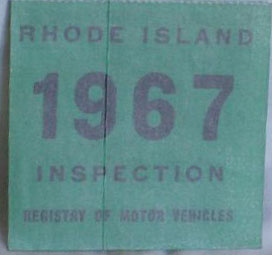 RHODE ISLAND
1967
INSPECTION
REGISTRY OF MOTOR VEHICLES